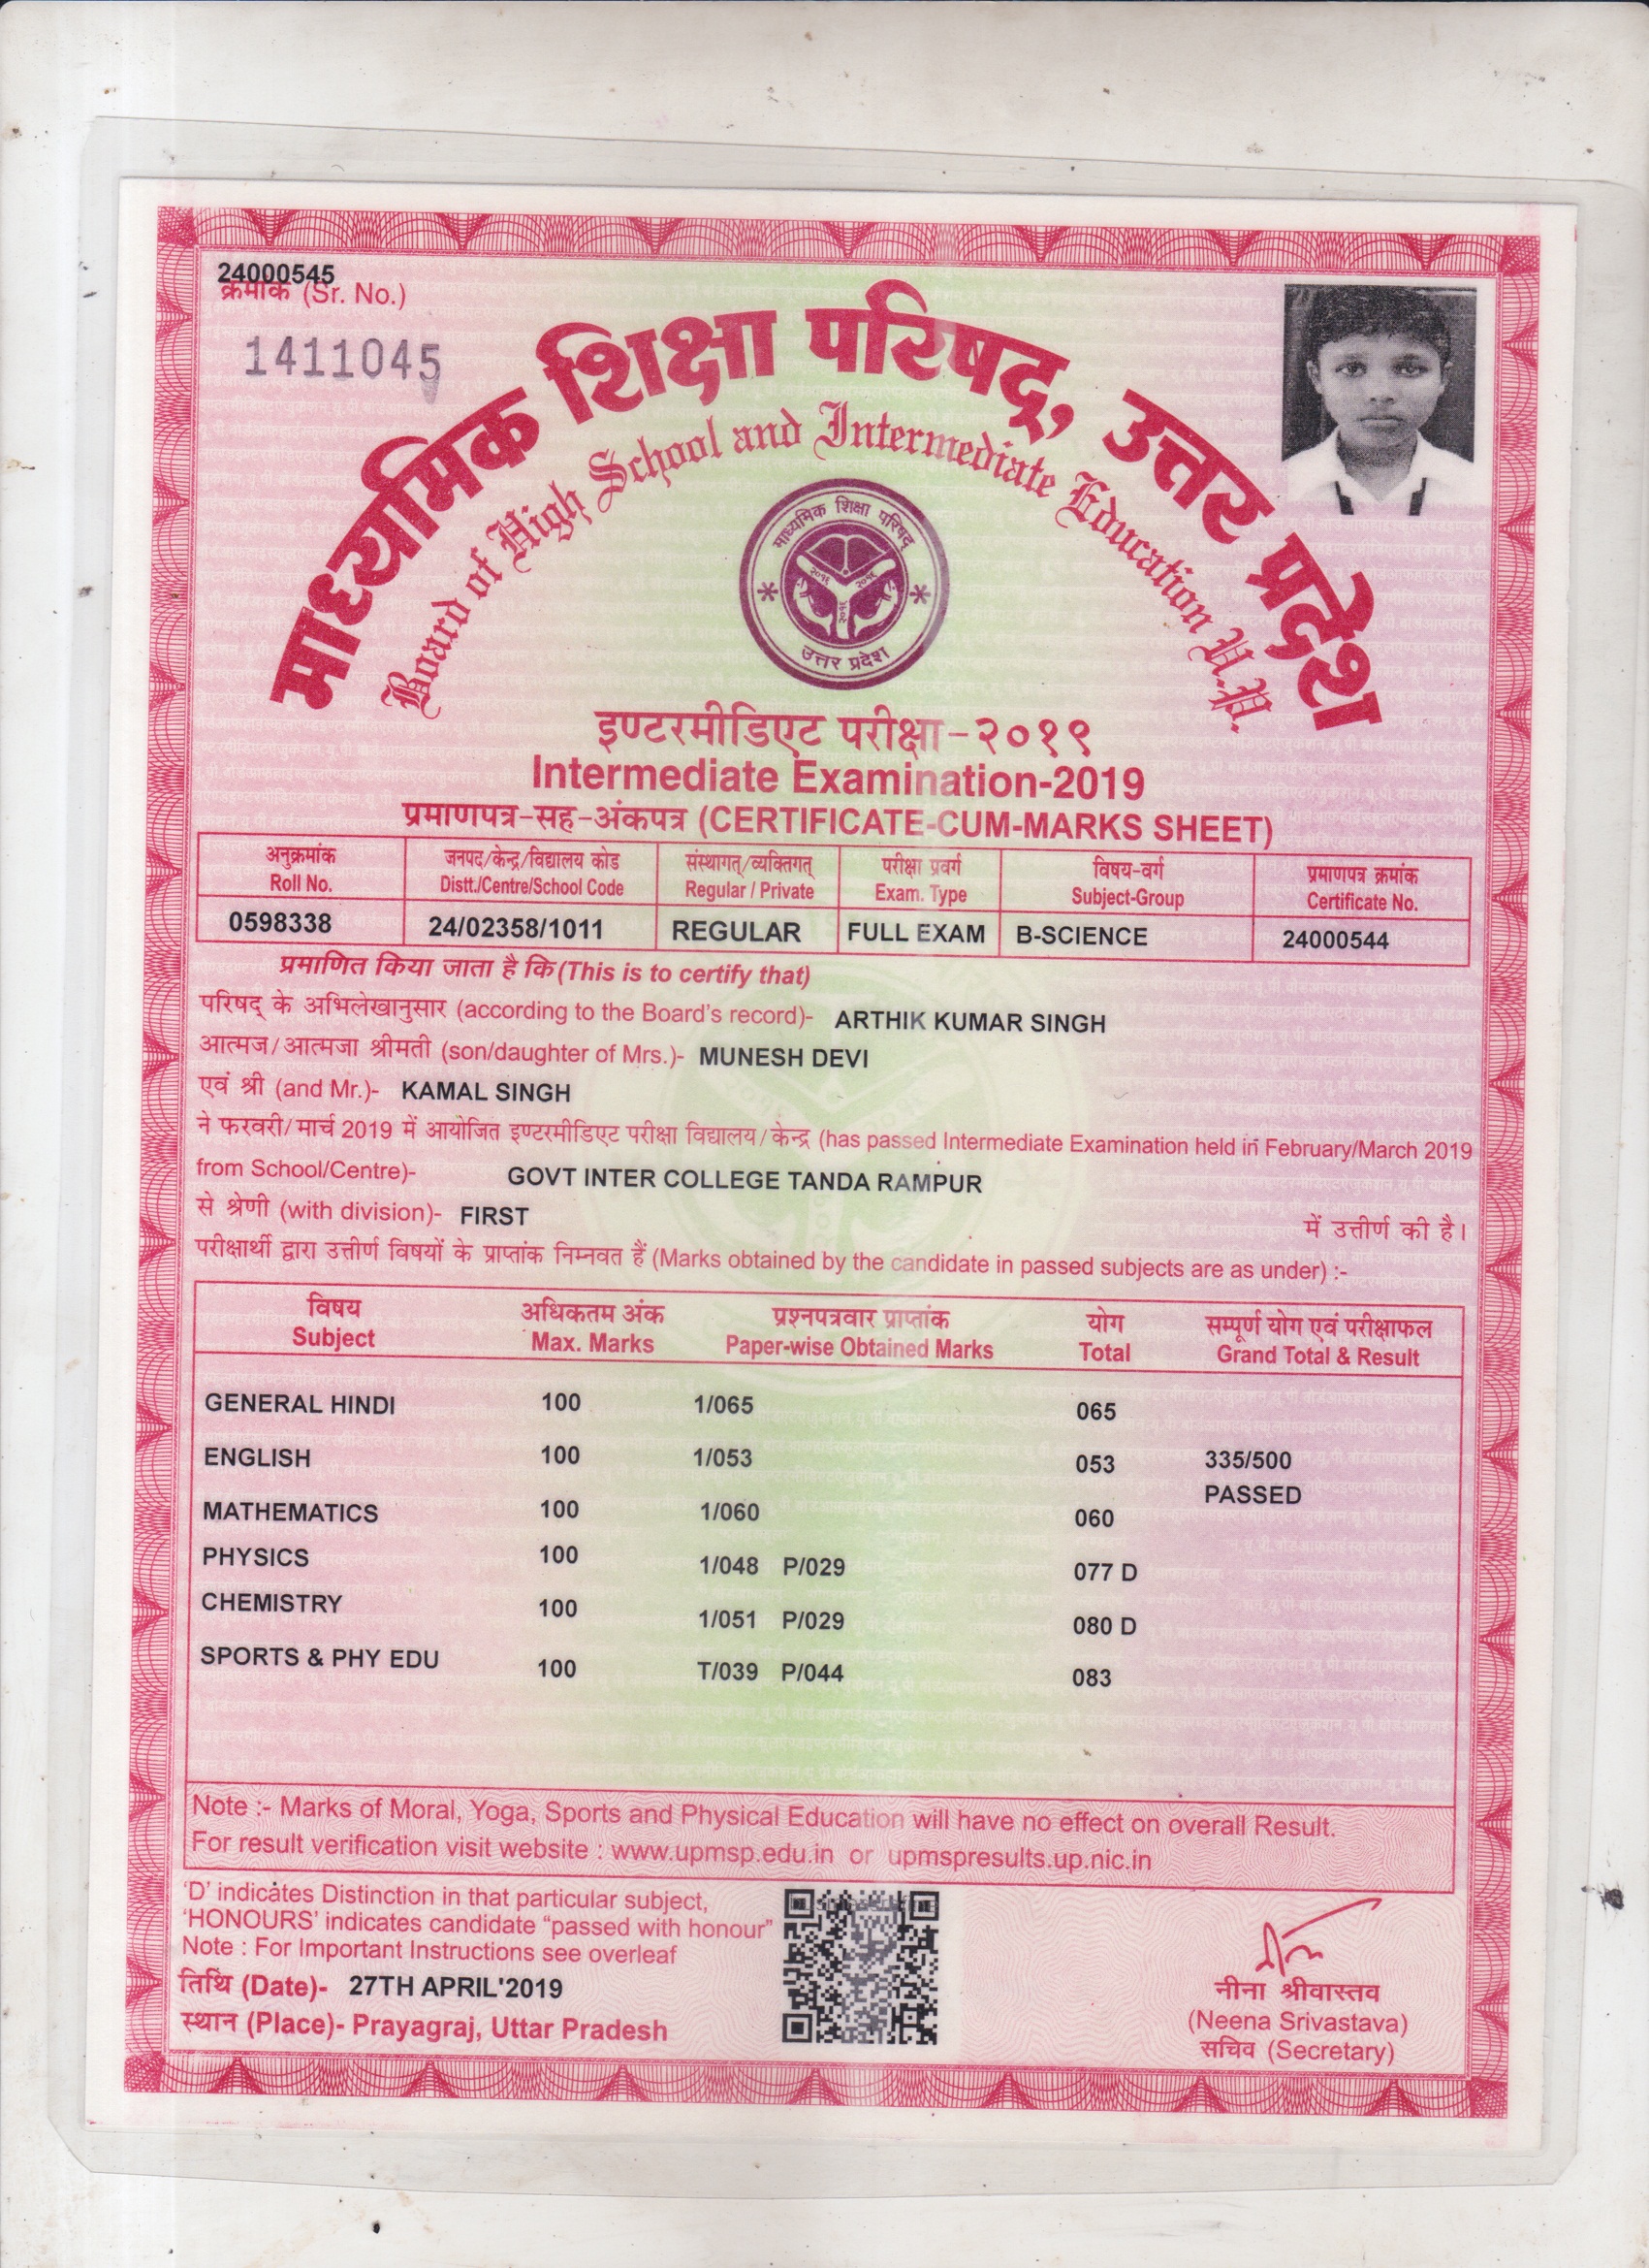 24000545
क्रमांक (Sr. No.)
1411045
माध्यमिक शिक्षा परिषद्, उत्तर प्रदेश
Board of High School and Intermediate Education U.P.
माध्यमिक शिक्षा परिषद्
उत्तर प्रदेश
इण्टरमीडिएट परीक्षा-२०१९
Intermediate Examination-2019
प्रमाणपत्र-सह-अंकपत्र (CERTIFICATE-CUM-MARKS SHEET)
अनुक्रमांक जनपद/केन्द्र/विद्यालय कोड संस्थागत्/व्यक्तिगत् परीक्षा प्रवर्ग विषय-वर्ग प्रमाणपत्र क्रमांक
Roll No. Distt./Centre/School Code Regular / Private Exam. Type Subject-Group Certificate No.
0598338 24/02358/1011 REGULAR FULL EXAM B-SCIENCE 24000544
प्रमाणित किया जाता है कि (This is to certify that)
परिषद् के अभिलेखानुसार (according to the Board's record)- ARTHIK KUMAR SINGH
आत्मज/आत्मजा श्रीमती (son/daughter of Mrs.)- MUNESH DEVI
एवं श्री (and Mr.)- KAMAL SINGH
ने फरवरी/मार्च 2019 में आयोजित इण्टरमीडिएट परीक्षा विद्यालय/केन्द्र (has passed Intermediate Examination held in February/March 2019
from School/Centre)- GOVT INTER COLLEGE TANDA RAMPUR
से श्रेणी (with division)- FIRST में उत्तीर्ण की है।
परीक्षार्थी द्वारा उत्तीर्ण विषयों के प्राप्तांक निम्नवत हैं (Marks obtained by the candidate in passed subjects are as under) :-
विषय अधिकतम अंक प्रश्नपत्रवार प्राप्तांक योग सम्पूर्ण योग एवं परीक्षाफल
Subject Max. Marks Paper-wise Obtained Marks Total Grand Total & Result
GENERAL HINDI 100 1/065 065
ENGLISH 100 1/053 053 335/500
PASSED
MATHEMATICS 100 1/060 060
PHYSICS 100 1/048 P/029 077 D
CHEMISTRY 100 1/051 P/029 080 D
SPORTS & PHY EDU 100 T/039 P/044 083
Note :- Marks of Moral, Yoga, Sports and Physical Education will have no effect on overall Result.
For result verification visit website : www.upmsp.edu.in or upmspresults.up.nic.in
'D' indicates Distinction in that particular subject,
'HONOURS' indicates candidate "passed with honour"
Note : For Important Instructions see overleaf
तिथि (Date)- 27TH APRIL'2019
स्थान (Place)- Prayagraj, Uttar Pradesh
नीना श्रीवास्तव
(Neena Srivastava)
सचिव (Secretary)